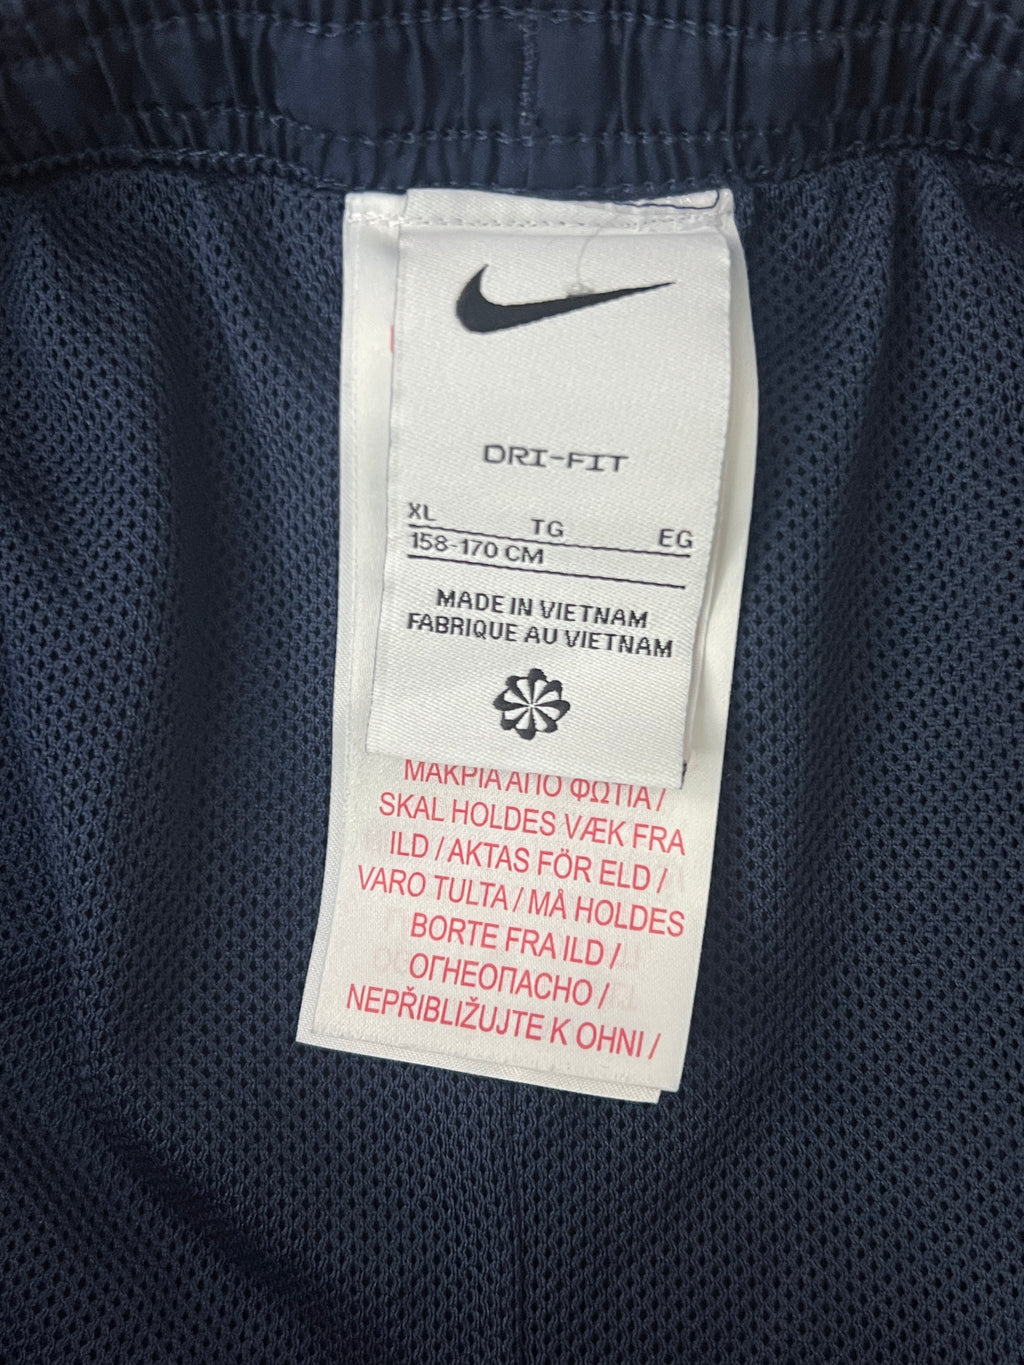 DRI-FIT
XL TG EG
158-170 CM
MADE IN VIETNAM
FABRIQUE AU VIETNAM
ΜΑΚΡΙΑ ΑΠΟ ΦΩΤΙΑ /
SKAL HOLDES VÆK FRA
ILD / AKTAS FÖR ELD /
VARO TULTA / MÅ HOLDES
BORTE FRA ILD /
ОГНЕОПАСНО /
NEPŘIBLIŽUJTE K OHNI /